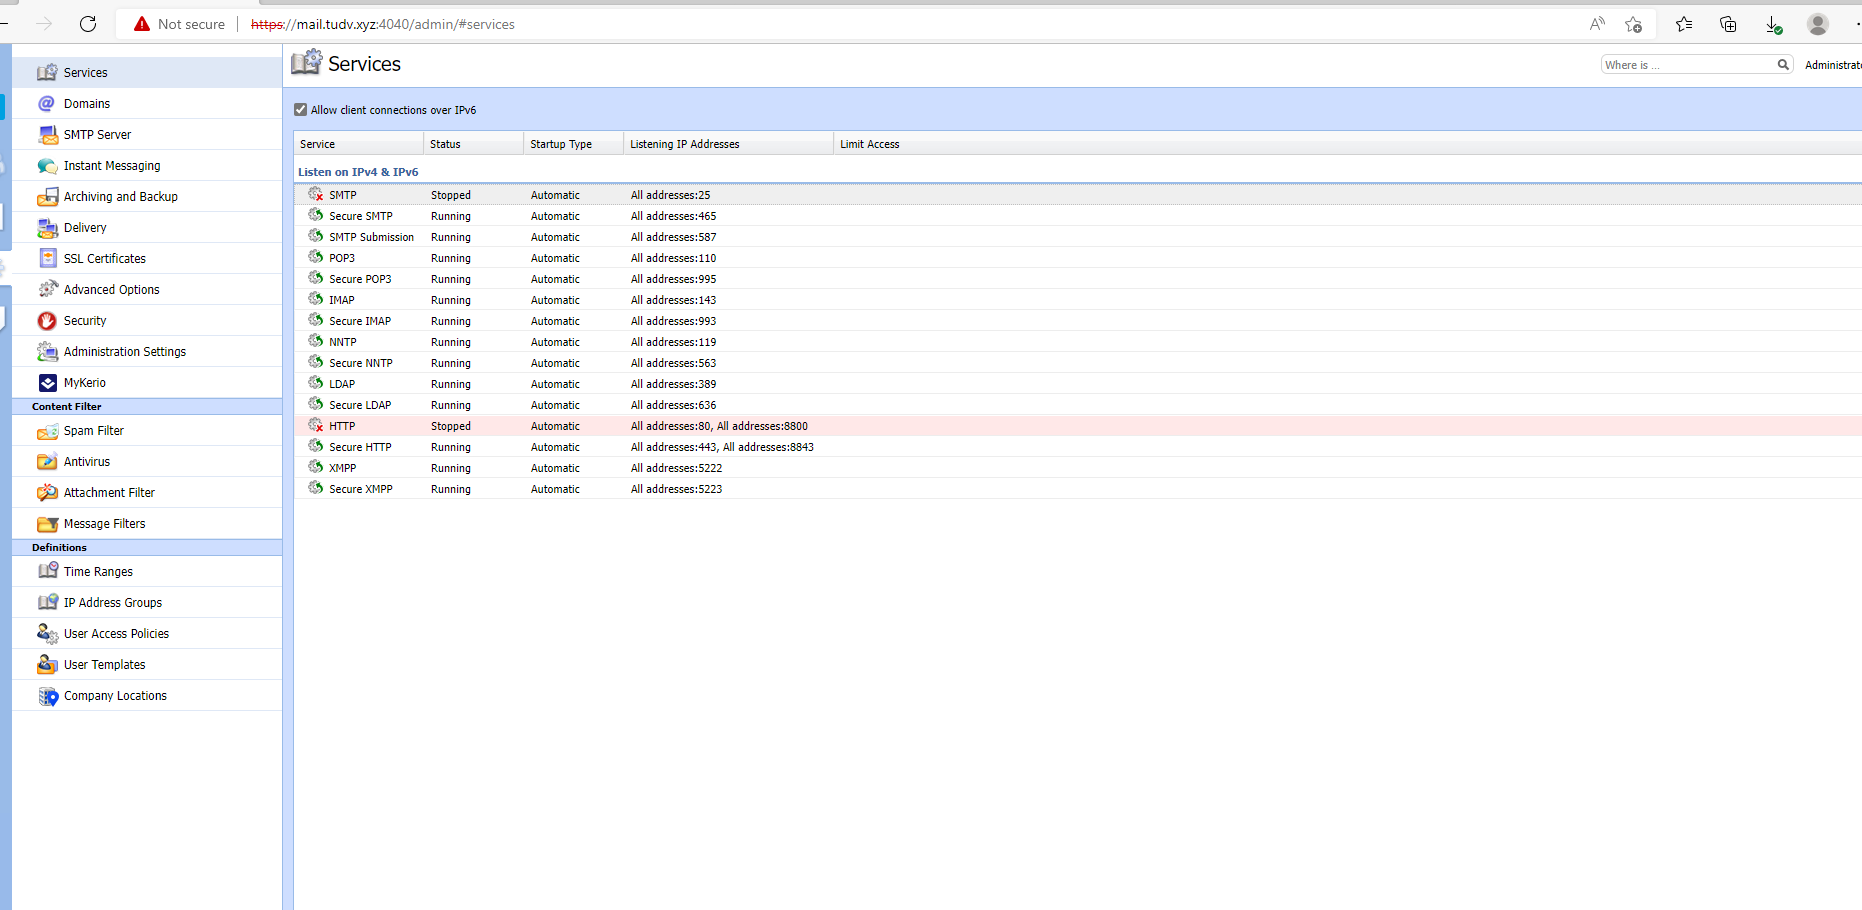 Not secure https://mail.tudv.xyz:4040/admin/#services
Services
Domains
SMTP Server
Instant Messaging
Archiving and Backup
Delivery
SSL Certificates
Advanced Options
Security
Administration Settings
MyKerio
Content Filter
Spam Filter
Antivirus
Attachment Filter
Message Filters
Definitions
Time Ranges
IP Address Groups
User Access Policies
User Templates
Company Locations
Services
Where is ... Administrato
Allow client connections over IPv6
Service Status Startup Type Listening IP Addresses Limit Access
Listen on IPv4 & IPv6
SMTP Stopped Automatic All addresses:25
Secure SMTP Running Automatic All addresses:465
SMTP Submission Running Automatic All addresses:587
POP3 Running Automatic All addresses:110
Secure POP3 Running Automatic All addresses:995
IMAP Running Automatic All addresses:143
Secure IMAP Running Automatic All addresses:993
NNTP Running Automatic All addresses:119
Secure NNTP Running Automatic All addresses:563
LDAP Running Automatic All addresses:389
Secure LDAP Running Automatic All addresses:636
HTTP Stopped Automatic All addresses:80, All addresses:8800
Secure HTTP Running Automatic All addresses:443, All addresses:8843
XMPP Running Automatic All addresses:5222
Secure XMPP Running Automatic All addresses:5223